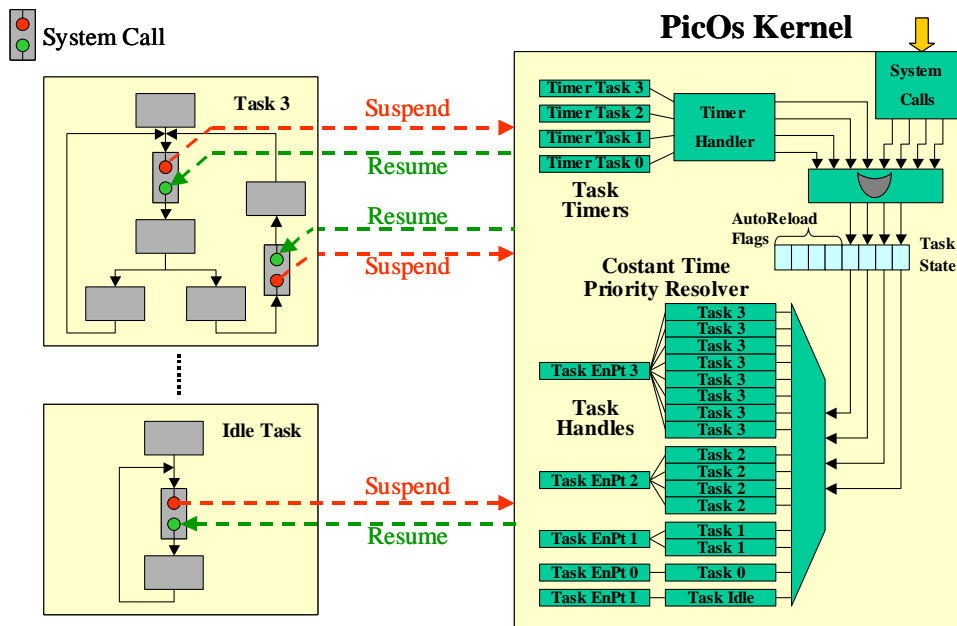 PicOs Kernel
System Call
Task 3
Suspend
Resume
Resume
Suspend
Idle Task
Suspend
Resume
System
Calls
Timer Task 3
Timer Task 2
Timer Task 1
Timer Task 0
Timer
Handler
Task
Timers
AutoReload
Flags
Task
State
Costant Time
Priority Resolver
Task 3
Task 3
Task 3
Task 3
Task 3
Task 3
Task 3
Task 3
Task EnPt 3
Task
Handles
Task 2
Task 2
Task 2
Task 2
Task EnPt 2
Task 1
Task 1
Task EnPt 1
Task EnPt 0
Task 0
Task EnPt I
Task Idle